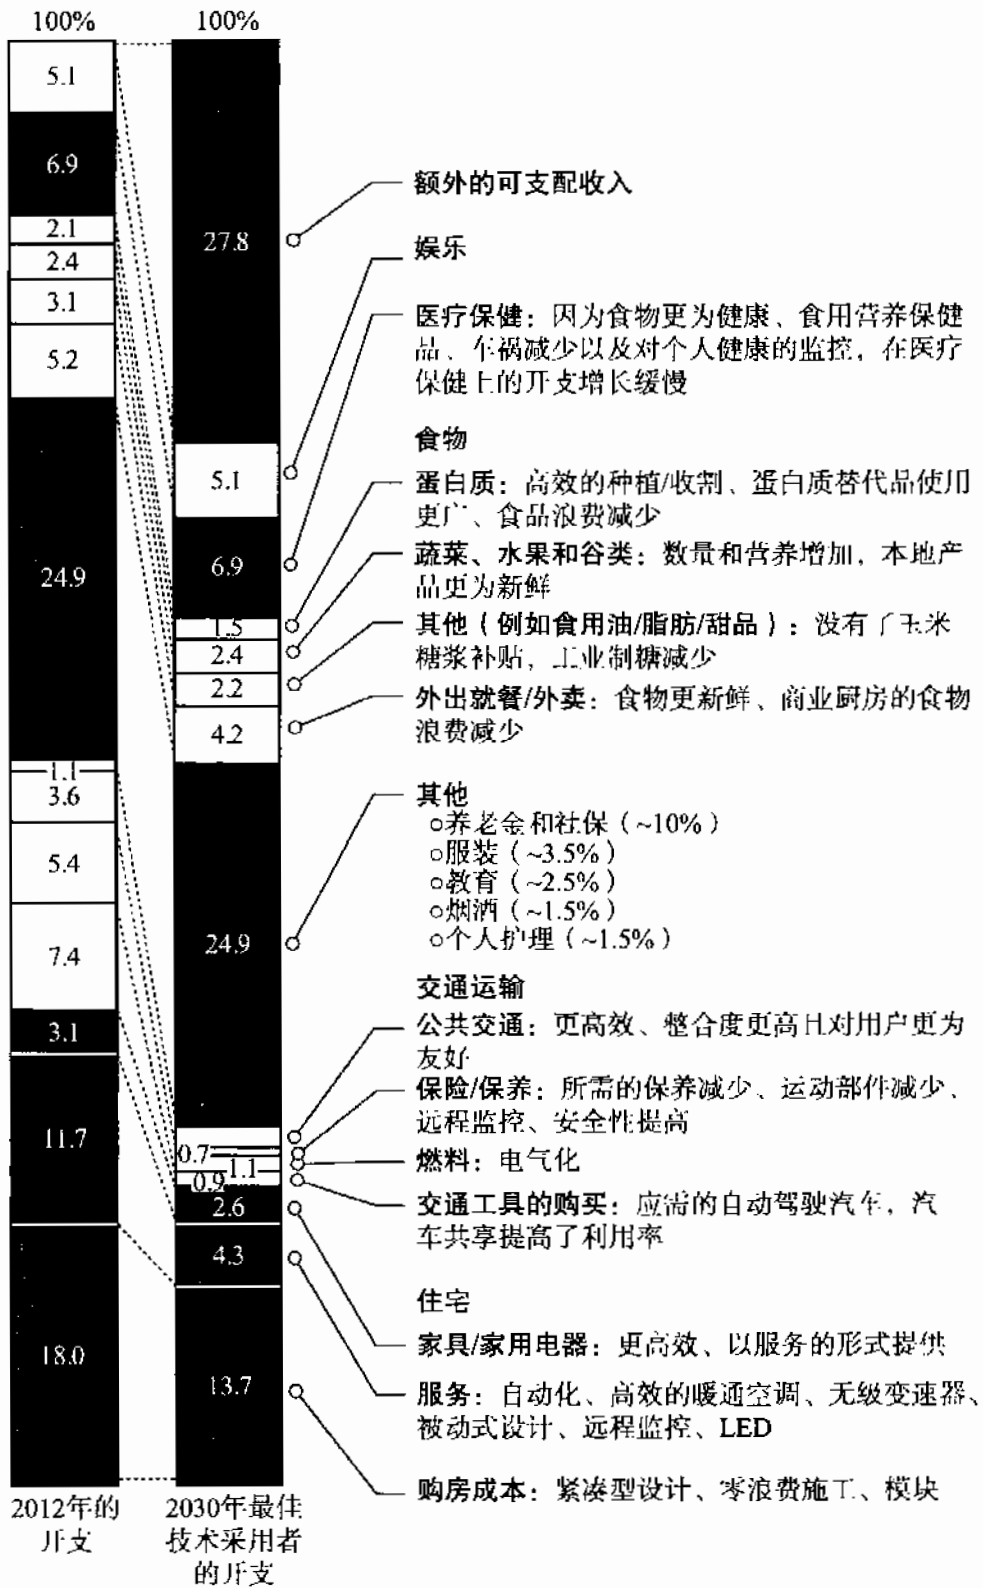 100%
100%
5.1
6.9
2.1
2.4
3.1
5.2
24.9
1.1
3.6
5.4
7.4
3.1
11.7
18.0
2012年的
开支
27.8
5.1
6.9
1.5
2.4
2.2
4.2
24.9
0.7
1.1
0.9
2.6
4.3
13.7
2030年最佳
技术采用者
的开支
额外的可支配收入
娱乐
医疗保健：因为食物更为健康、食用营养保健
品、车祸减少以及对个人健康的监控，在医疗
保健上的开支增长缓慢
食物
蛋白质：高效的种植/收割、蛋白质替代品使用
更广、食品浪费减少
蔬菜、水果和谷类：数量和营养增加，本地产
品更为新鲜
其他（例如食用油/脂肪/甜品）：没有了玉米
糖浆补贴，工业制糖减少
外出就餐/外卖：食物更新鲜、商业厨房的食物
浪费减少
其他
○养老金和社保（~10%）
○服装（~3.5%）
○教育（~2.5%）
○烟酒（~1.5%）
○个人护理（~1.5%）
交通运输
公共交通：更高效、整合度更高且对用户更为
友好
保险/保养：所需的保养减少、运动部件减少、
远程监控、安全性提高
燃料：电气化
交通工具的购买：应需的自动驾驶汽车，汽
车共享提高了利用率
住宅
家具/家用电器：更高效、以服务的形式提供
服务：自动化、高效的暖通空调、无级变速器、
被动式设计、远程监控、LED
购房成本：紧凑型设计、零浪费施工、模块